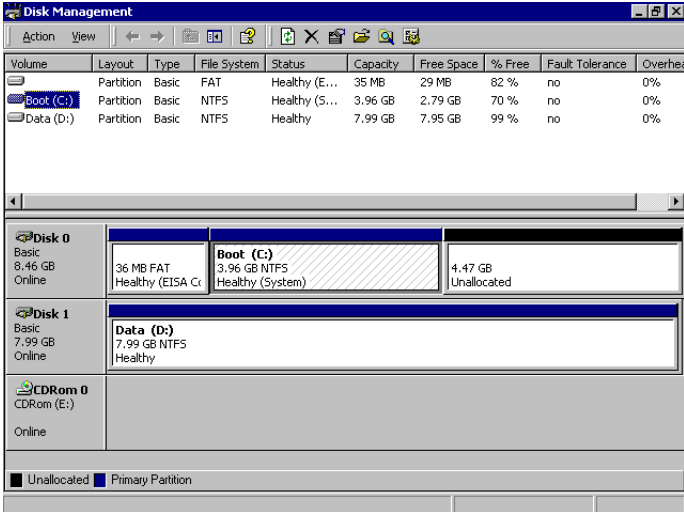 Disk Management
Action View
Volume Layout Type File System Status Capacity Free Space % Free Fault Tolerance Overhea
Partition Basic FAT Healthy (E... 35 MB 29 MB 82 % no 0%
Boot (C:) Partition Basic NTFS Healthy (S... 3.96 GB 2.79 GB 70 % no 0%
Data (D:) Partition Basic NTFS Healthy 7.99 GB 7.95 GB 99 % no 0%
Disk 0
Basic
8.46 GB
Online
36 MB FAT
Healthy (EISA Co
Boot (C:)
3.96 GB NTFS
Healthy (System)
4.47 GB
Unallocated
Disk 1
Basic
7.99 GB
Online
Data (D:)
7.99 GB NTFS
Healthy
CDRom 0
CDRom (E:)
Online
Unallocated Primary Partition